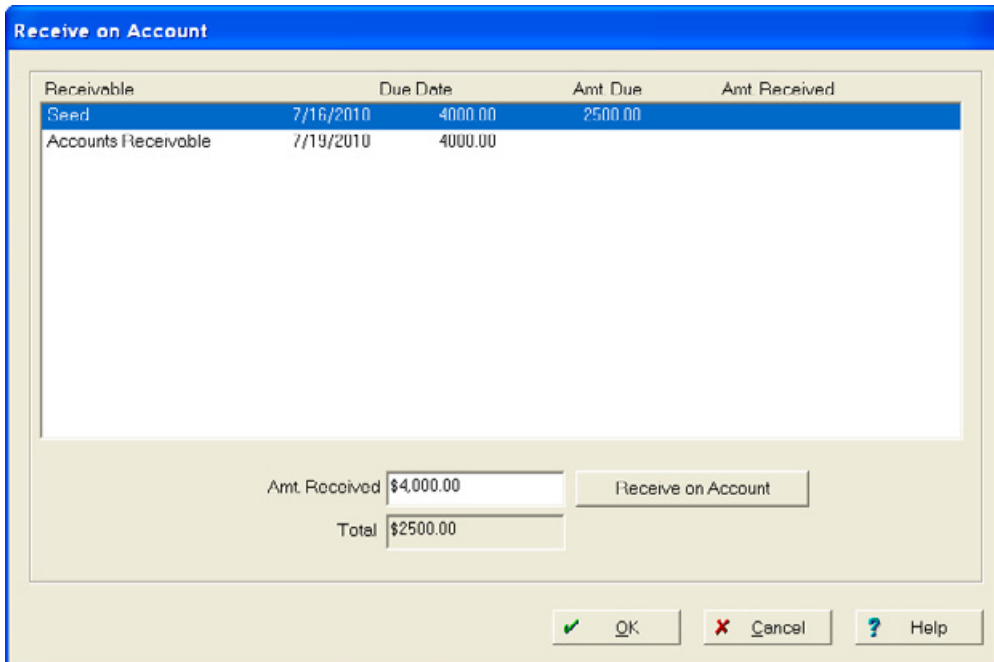 Receive on Account
Receivable Due Date Amt. Due Amt. Received
Seed 7/16/2010 4000.00 2500.00
Accounts Receivable 7/19/2010 4000.00
Amt. Received $4,000.00 Receive on Account
Total $2500.00
OK Cancel ? Help